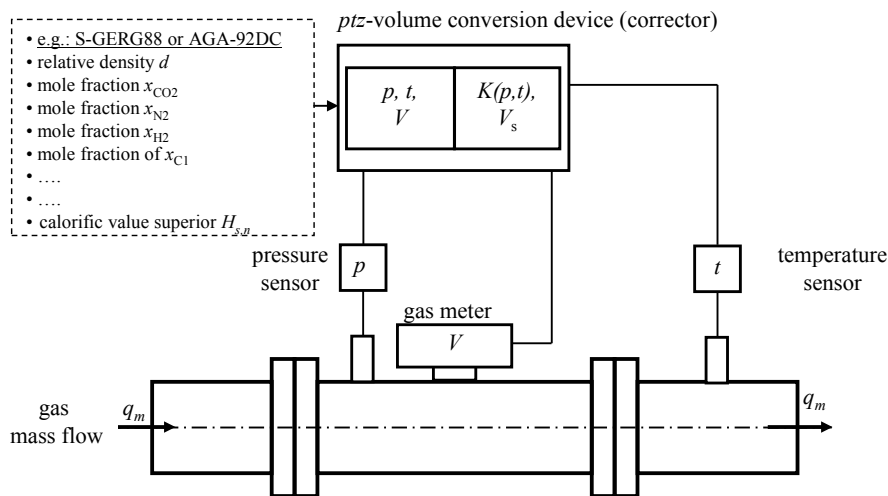 ptz-volume conversion device (corrector)
• e.g.: S-GERG88 or AGA-92DC
• relative density d
• mole fraction xCO2
• mole fraction xN2
• mole fraction xH2
• mole fraction of xC1
• ….
• ….
• calorific value superior Hs,n
p, t,
V
K(p,t),
Vs
pressure
sensor
p
t
temperature
sensor
gas meter
V
gas
mass flow
qm
qm